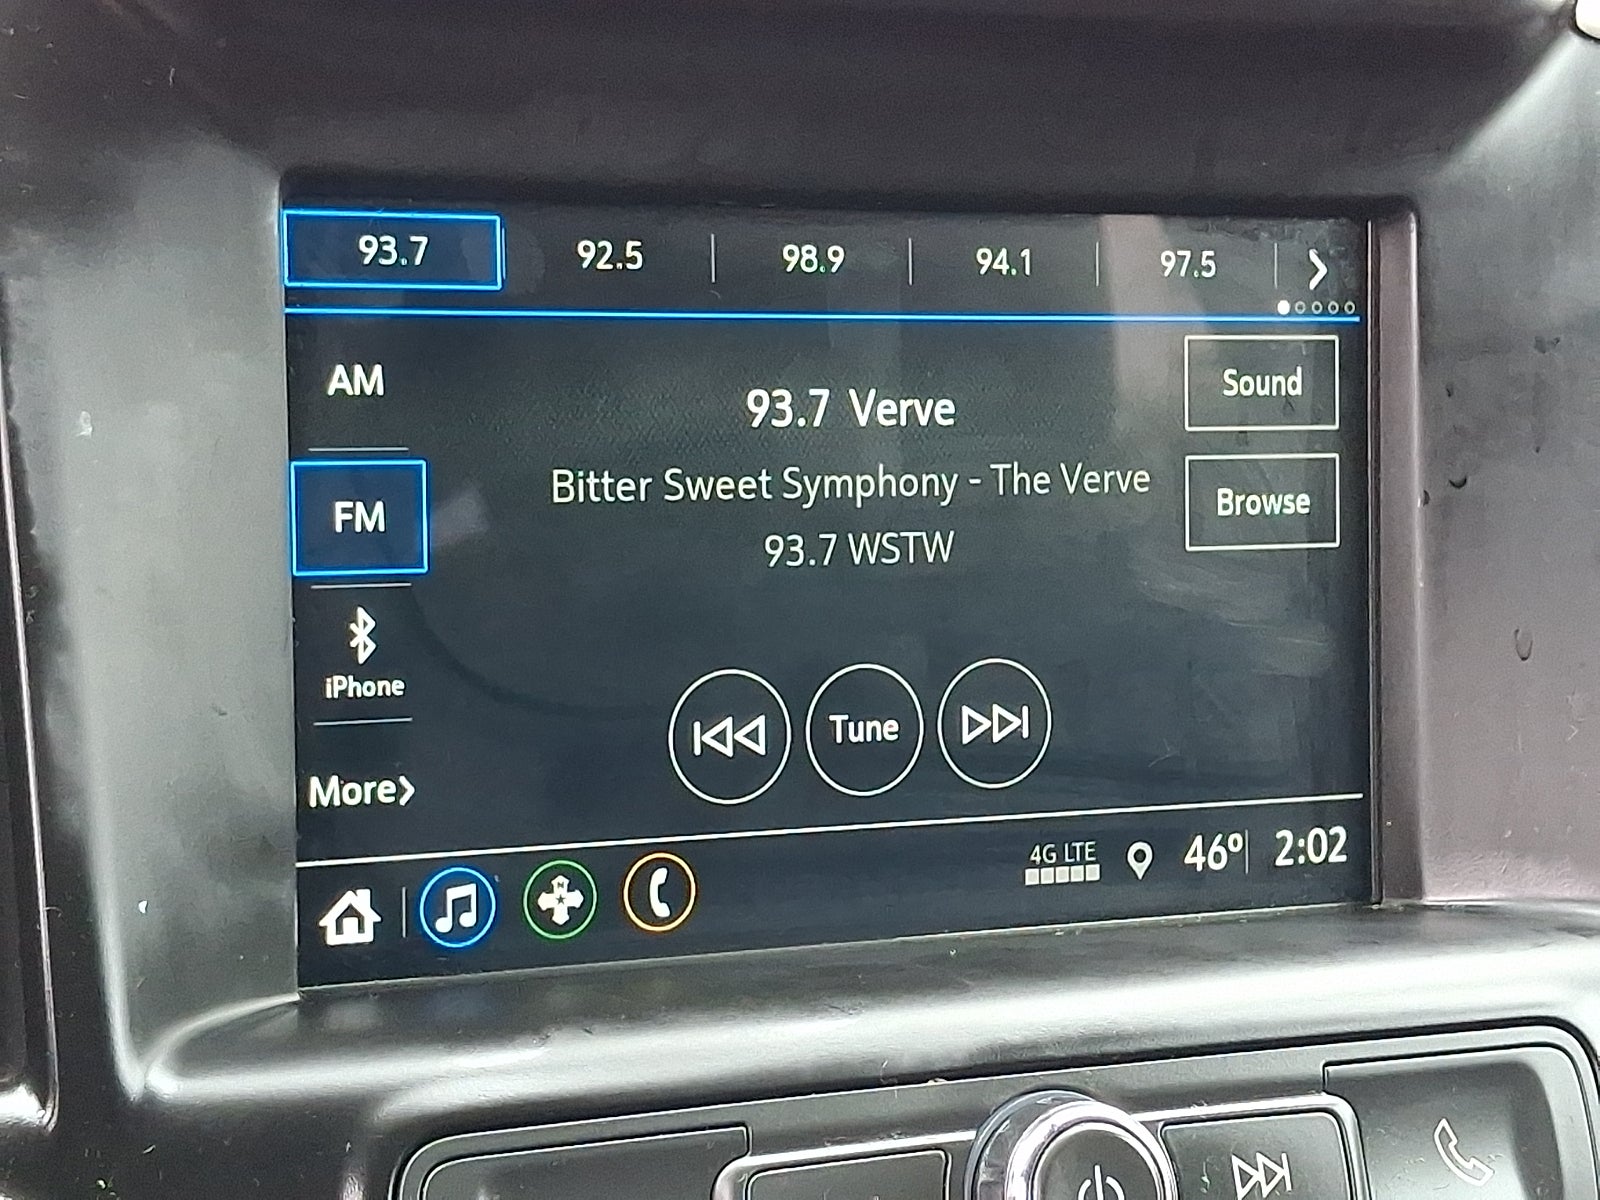 93.7 92.5 98.9 94.1 97.5
AM
Sound
93.7 Verve
FM
Bitter Sweet Symphony - The Verve
Browse
93.7 WSTW
iPhone
Tune
More
4G LTE 46° 2:02